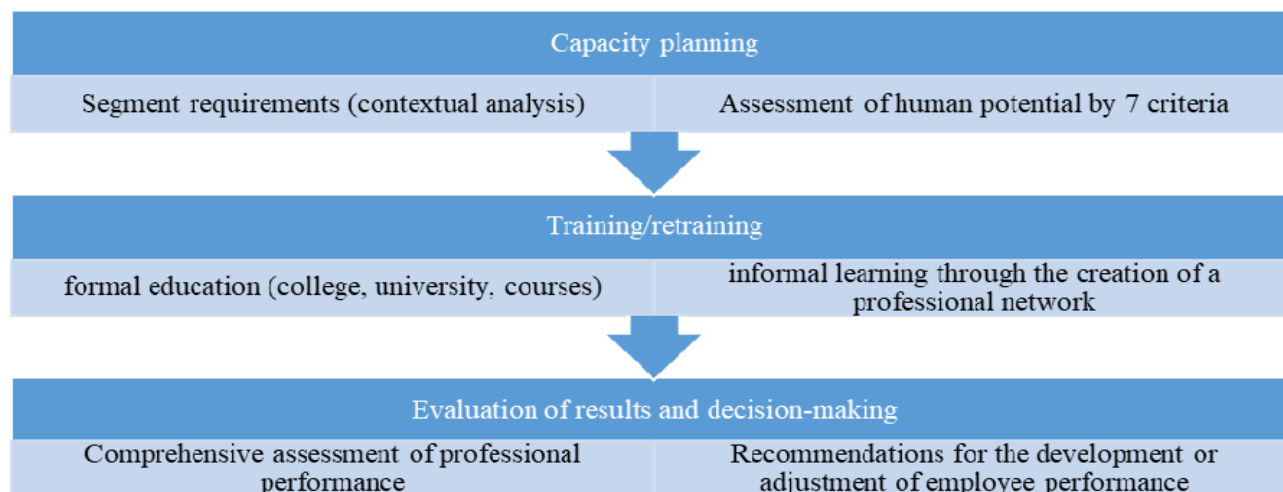 Capacity planning
Segment requirements (contextual analysis)
Assessment of human potential by 7 criteria
Training/retraining
formal education (college, university, courses)
informal learning through the creation of a
professional network
Evaluation of results and decision-making
Comprehensive assessment of professional
performance
Recommendations for the development or
adjustment of employee performance